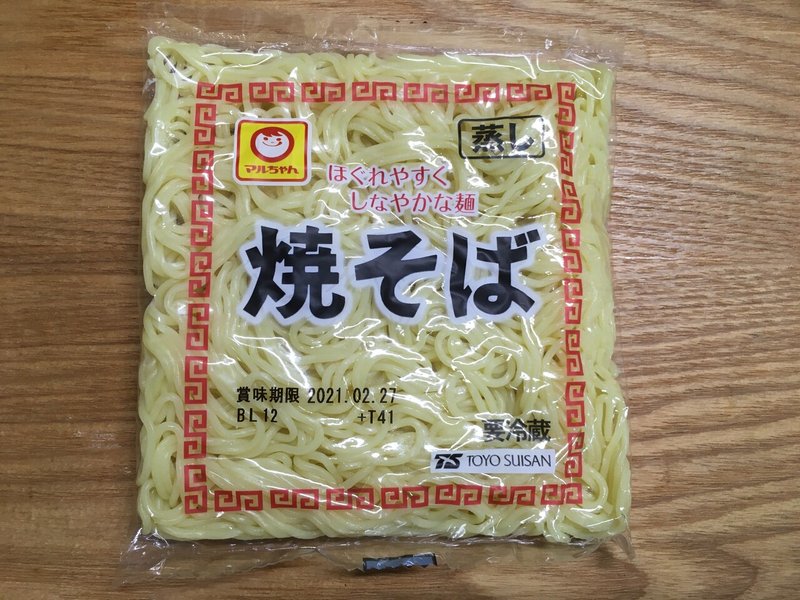 マルちゃん
蒸し
ほぐれやすく
しなやかな麺
焼そば
賞味期限 2021.02.27
BL12 +T41
要冷蔵
TS TOYO SUISAN